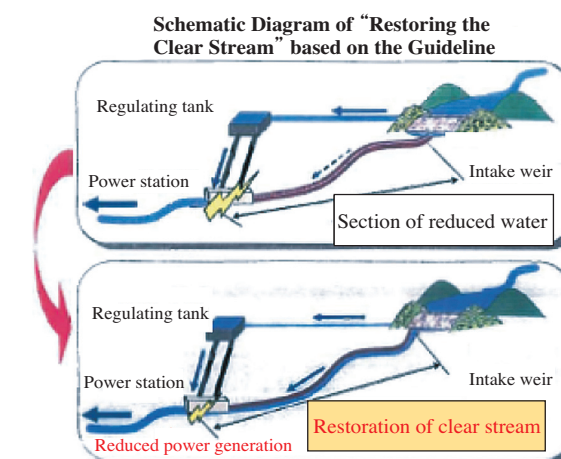 Schematic Diagram of “Restoring the
Clear Stream” based on the Guideline
Regulating tank
Power station
Intake weir
Section of reduced water
Regulating tank
Power station
Intake weir
Reduced power generation
Restoration of clear stream